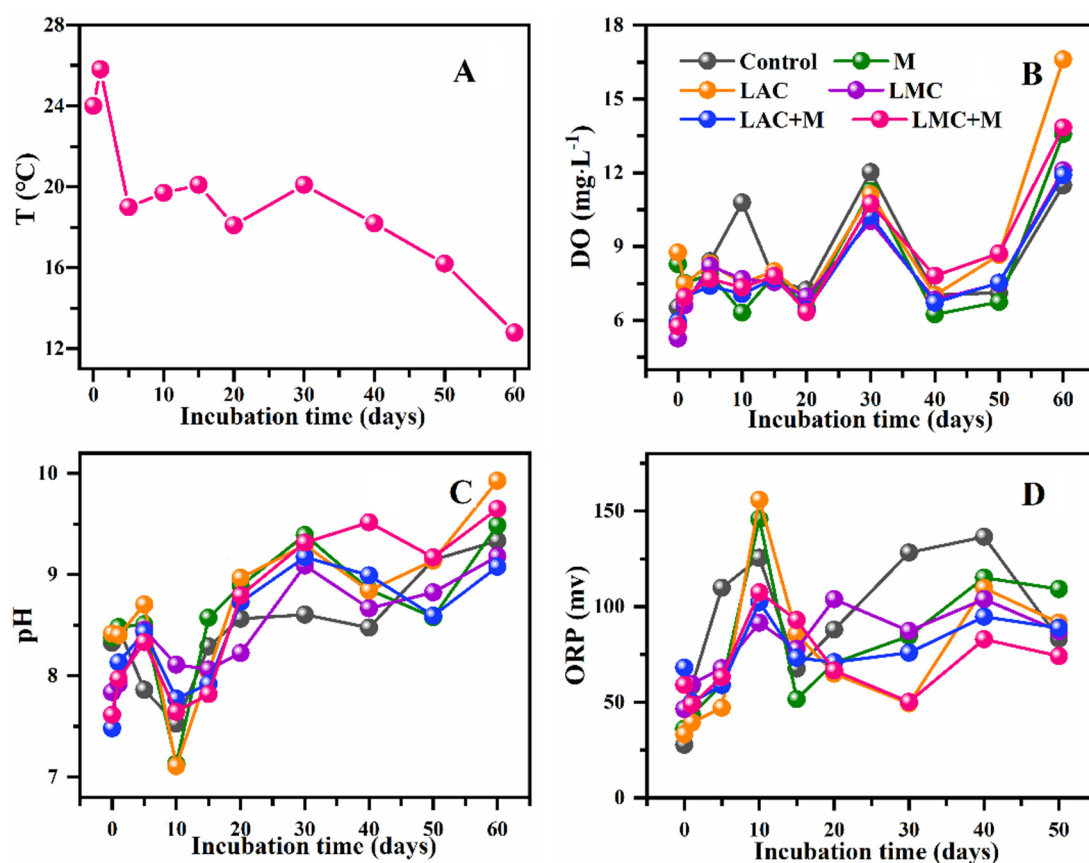 A
T (℃)
28
24
20
16
12
0 10 20 30 40 50 60
Incubation time (days)
B
Control M
LAC LMC
LAC+M LMC+M
DO (mg·L⁻¹)
18
15
12
9
6
0 10 20 30 40 50 60
Incubation time (days)
C
pH
10
9
8
7
0 10 20 30 40 50 60
Incubation time (days)
D
ORP (mv)
150
100
50
0
0 10 20 30 40 50
Incubation time (days)